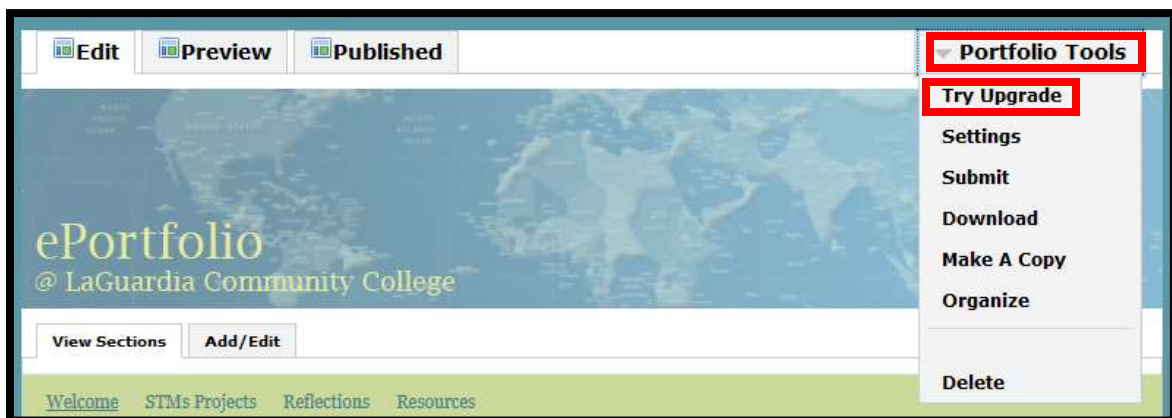 Edit Preview Published Portfolio Tools
Try Upgrade
Settings
Submit
Download
Make A Copy
Organize
Delete
ePortfolio
@ LaGuardia Community College
View Sections Add/Edit
Welcome STMs Projects Reflections Resources